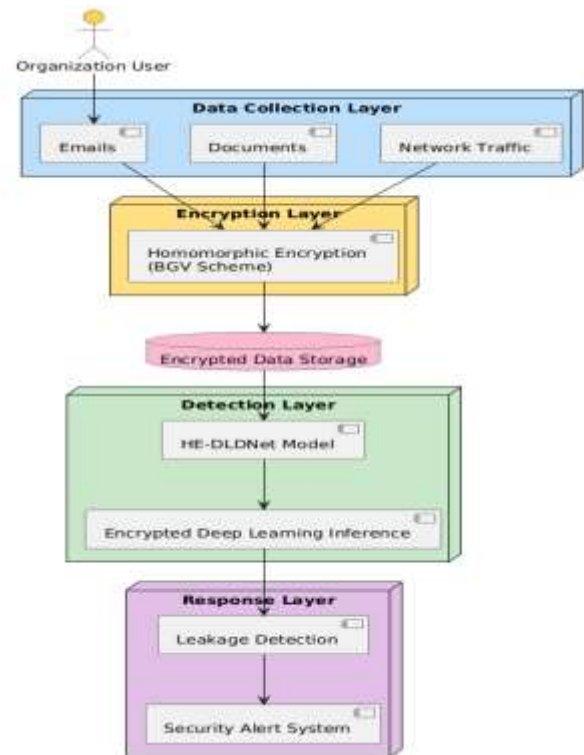 Organization User
Data Collection Layer
Emails
Documents
Network Traffic
Encryption Layer
Homomorphic Encryption
(BGV Scheme)
Encrypted Data Storage
Detection Layer
HE-DLDNet Model
Encrypted Deep Learning Inference
Response Layer
Leakage Detection
Security Alert System